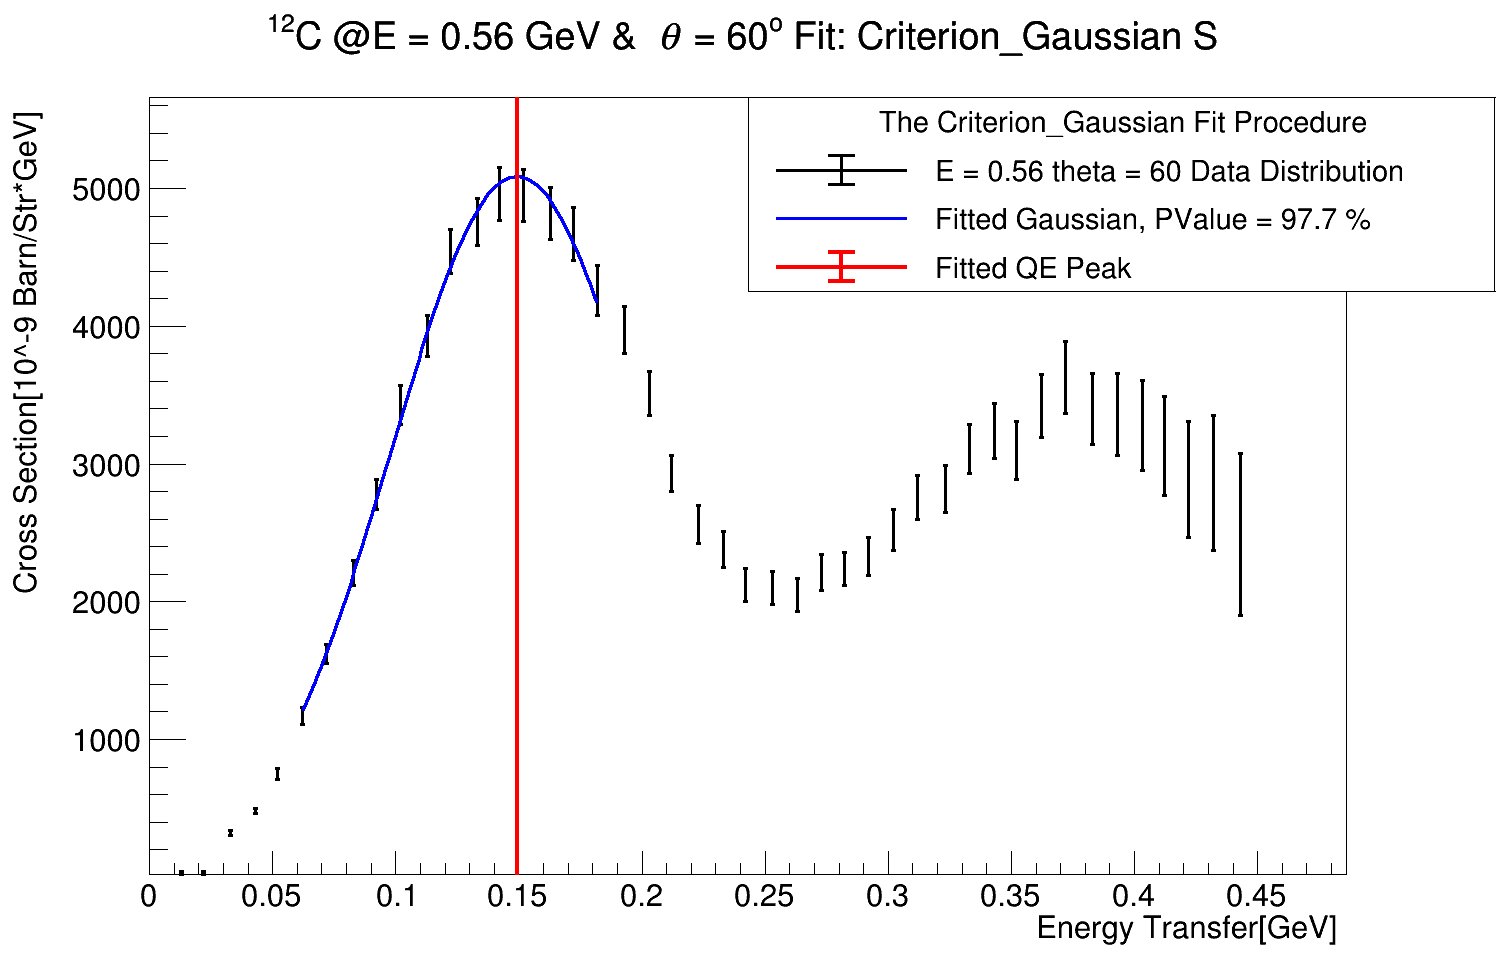 12C @E = 0.56 GeV & θ = 60o Fit: Criterion_Gaussian S
The Criterion_Gaussian Fit Procedure
E = 0.56 theta = 60 Data Distribution
Fitted Gaussian, PValue = 97.7 %
Fitted QE Peak
Cross Section[10^-9 Barn/Str*GeV]
5000
4000
3000
2000
1000
0 0.05 0.1 0.15 0.2 0.25 0.3 0.35 0.4 0.45
Energy Transfer[GeV]